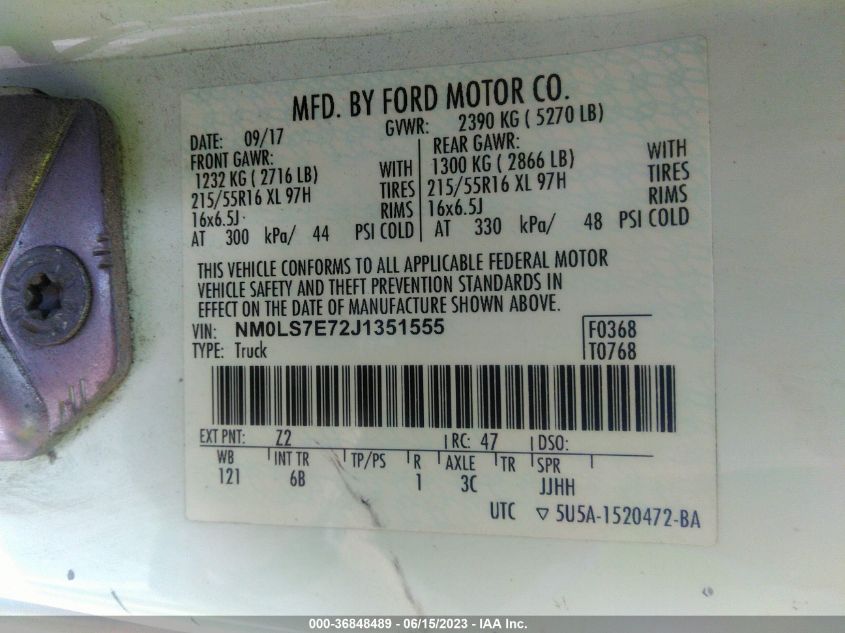 MFD. BY FORD MOTOR CO.
DATE: 09/17 GVWR: 2390 KG ( 5270 LB)
FRONT GAWR: REAR GAWR:
1232 KG ( 2716 LB) WITH 1300 KG ( 2866 LB) WITH
215/55R16 XL 97H TIRES 215/55R16 XL 97H TIRES
16x6.5J RIMS 16x6.5J RIMS
AT 300 kPa/ 44 PSI COLD AT 330 kPa/ 48 PSI COLD
THIS VEHICLE CONFORMS TO ALL APPLICABLE FEDERAL MOTOR
VEHICLE SAFETY AND THEFT PREVENTION STANDARDS IN
EFFECT ON THE DATE OF MANUFACTURE SHOWN ABOVE.
VIN: NM0LS7E72J1351555 F0368
TYPE: Truck T0768
EXT PNT: Z2 RC: 47 DSO:
WB INT TR TP/PS R AXLE TR SPR
121 6B 1 3C JJHH
UTC ▽ 5U5A-1520472-BA
000-36848489 - 06/15/2023 - IAA Inc.